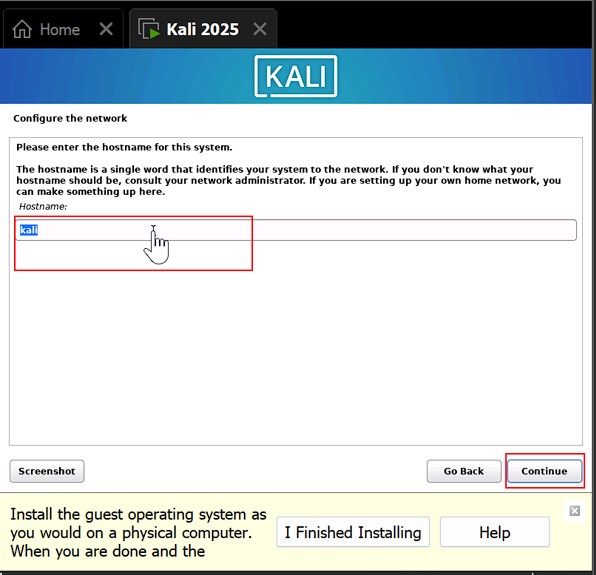 Home
Kali 2025
KALI
Configure the network
Please enter the hostname for this system.
The hostname is a single word that identifies your system to the network. If you don't know what your
hostname should be, consult your network administrator. If you are setting up your own home network, you
can make something up here.
Hostname:
kali
Screenshot
Go Back
Continue
Install the guest operating system as
you would on a physical computer.
When you are done and the
I Finished Installing
Help